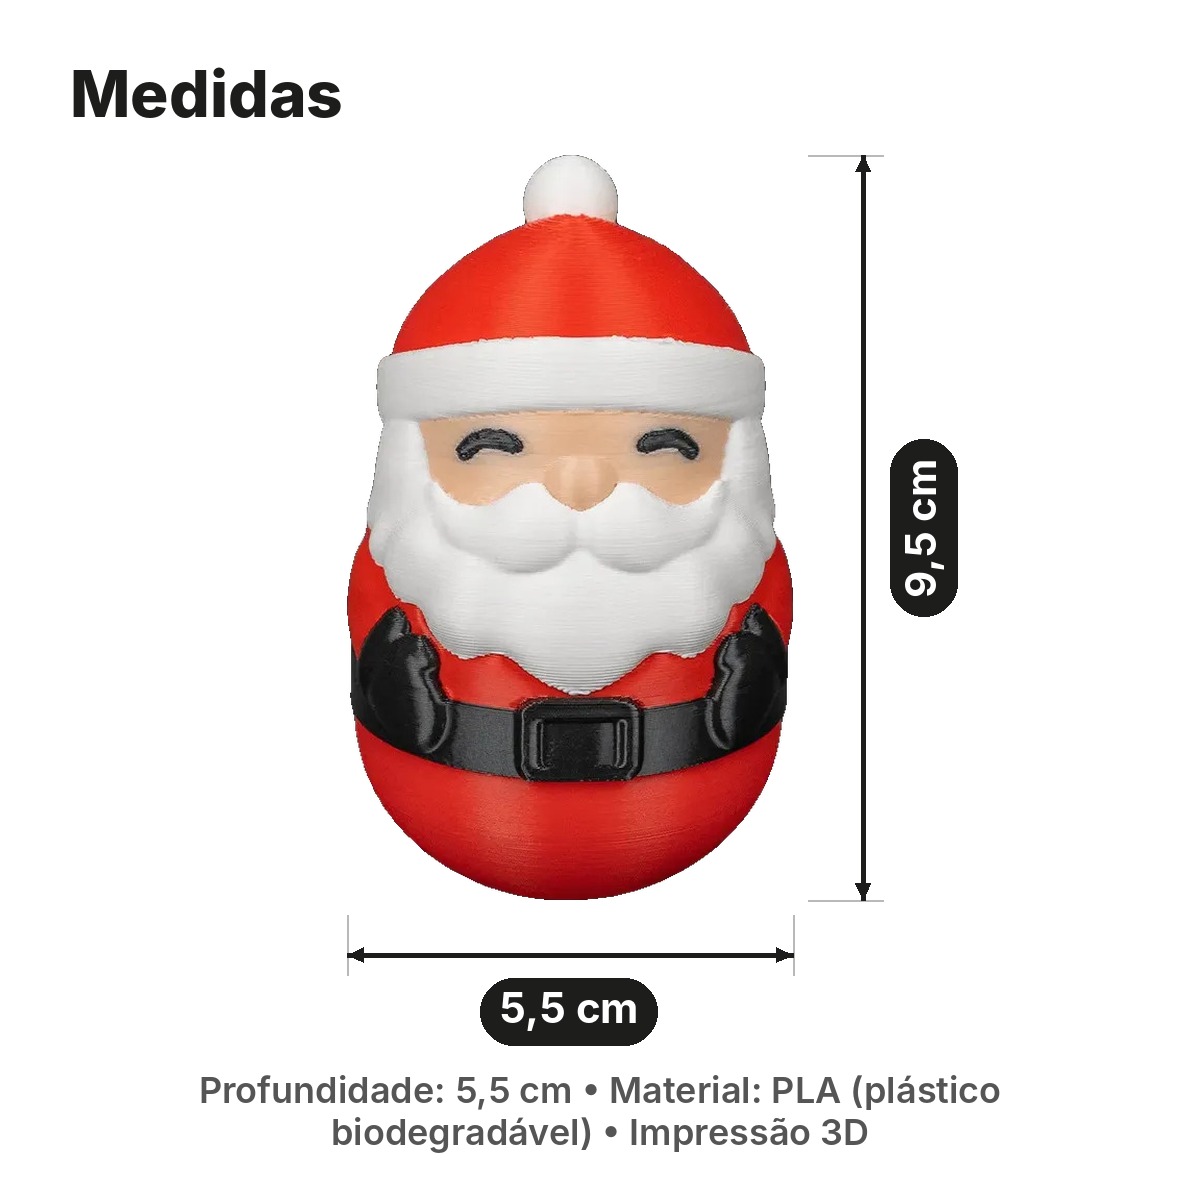 Medidas
9,5 cm
5,5 cm
Profundidade: 5,5 cm • Material: PLA (plástico
biodegradável) • Impressão 3D